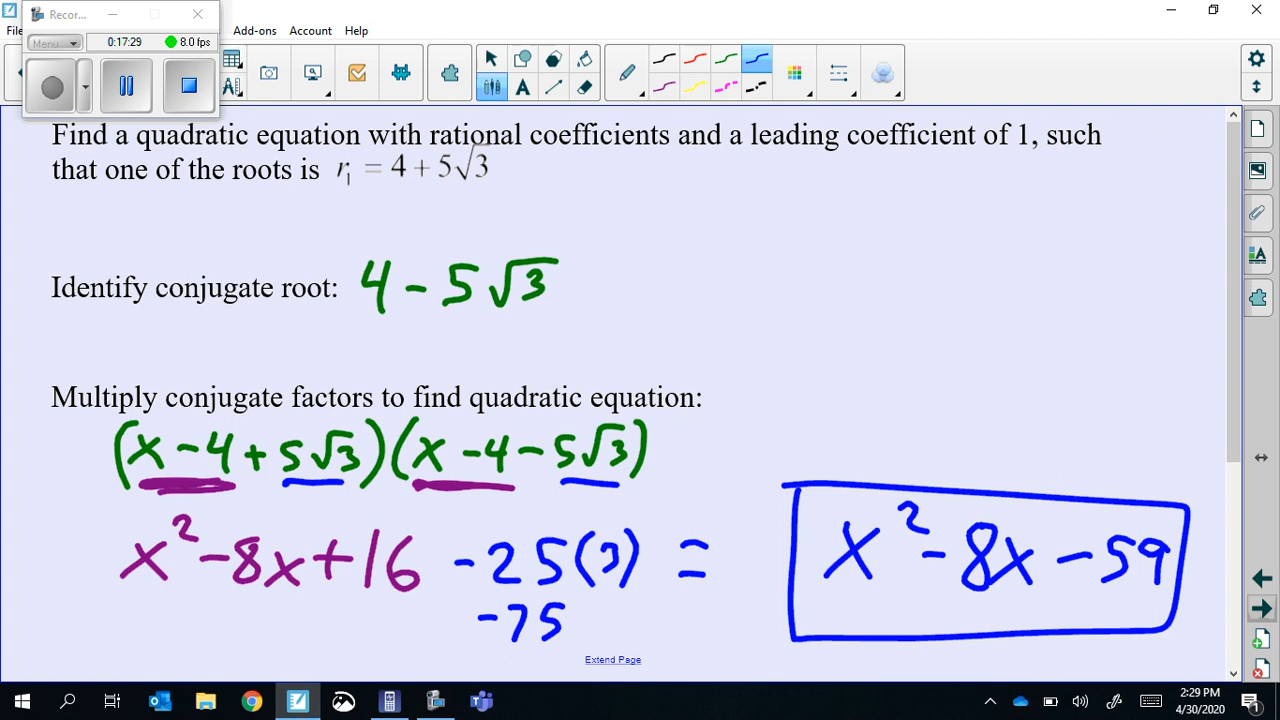 Recor...
Menu
0:17:29
8.0 fps
Add-ons
Account
Help
Find a quadratic equation with rational coefficients and a leading coefficient of 1, such
that one of the roots is r₁ = 4 + 5√3
Identify conjugate root: 4 - 5√3
Multiply conjugate factors to find quadratic equation:
(x - 4 + 5√3)(x - 4 - 5√3)
x² - 8x + 16 - 25(3) = x² - 8x - 59
-75
Extend Page
2:29 PM
4/30/2020